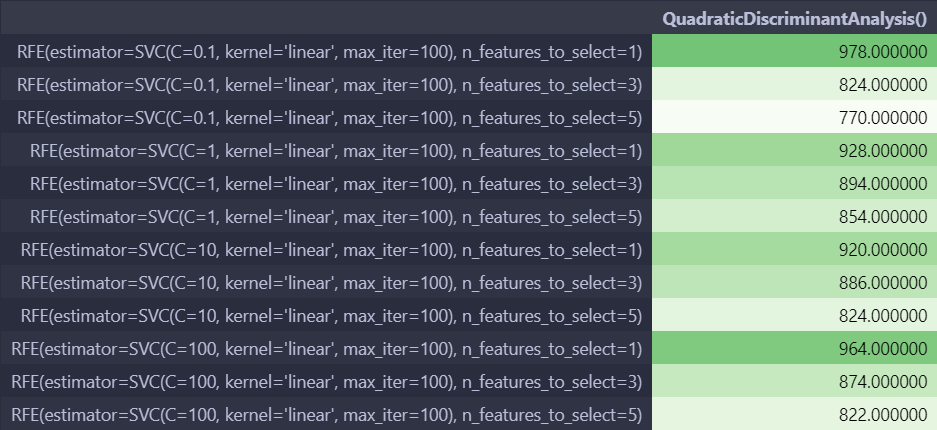 QuadraticDiscriminantAnalysis()
RFE(estimator=SVC(C=0.1, kernel='linear', max_iter=100), n_features_to_select=1) 978.000000
RFE(estimator=SVC(C=0.1, kernel='linear', max_iter=100), n_features_to_select=3) 824.000000
RFE(estimator=SVC(C=0.1, kernel='linear', max_iter=100), n_features_to_select=5) 770.000000
RFE(estimator=SVC(C=1, kernel='linear', max_iter=100), n_features_to_select=1) 928.000000
RFE(estimator=SVC(C=1, kernel='linear', max_iter=100), n_features_to_select=3) 894.000000
RFE(estimator=SVC(C=1, kernel='linear', max_iter=100), n_features_to_select=5) 854.000000
RFE(estimator=SVC(C=10, kernel='linear', max_iter=100), n_features_to_select=1) 920.000000
RFE(estimator=SVC(C=10, kernel='linear', max_iter=100), n_features_to_select=3) 886.000000
RFE(estimator=SVC(C=10, kernel='linear', max_iter=100), n_features_to_select=5) 824.000000
RFE(estimator=SVC(C=100, kernel='linear', max_iter=100), n_features_to_select=1) 964.000000
RFE(estimator=SVC(C=100, kernel='linear', max_iter=100), n_features_to_select=3) 874.000000
RFE(estimator=SVC(C=100, kernel='linear', max_iter=100), n_features_to_select=5) 822.000000